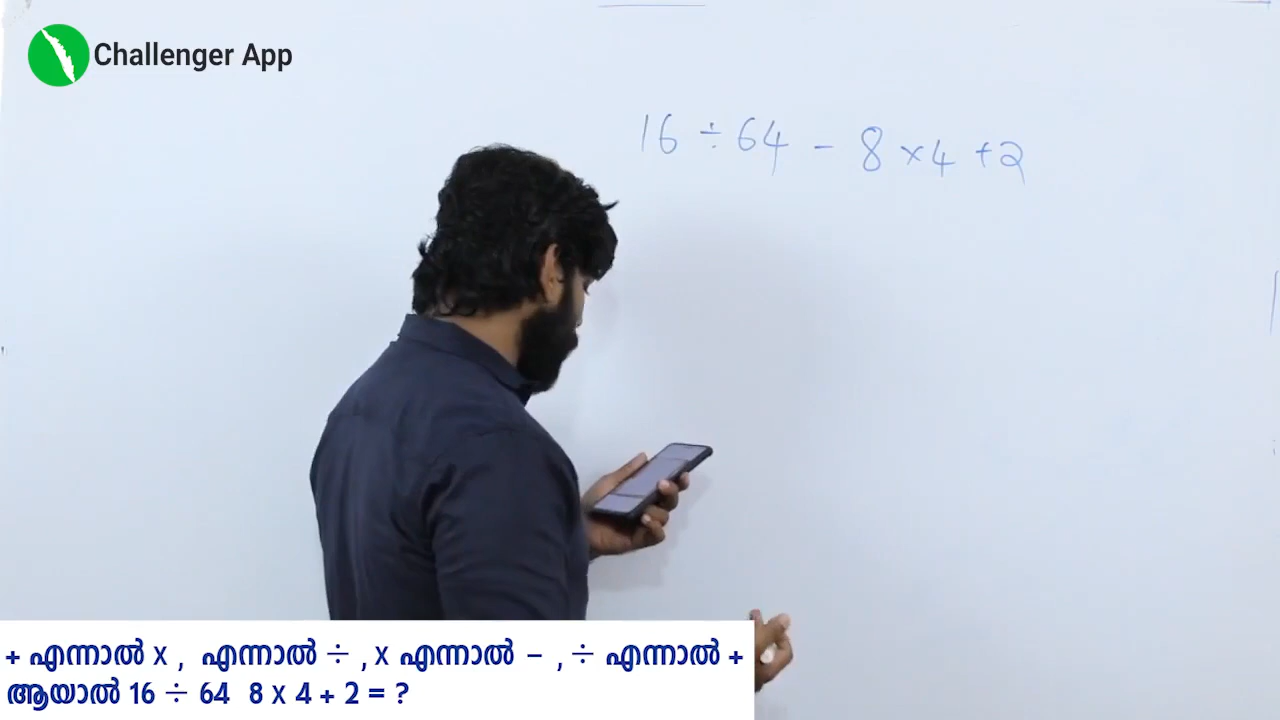 Challenger App
16 ÷ 64 - 8 × 4 + 2
+ എന്നാൽ x , എന്നാൽ ÷ , x എന്നാൽ – , ÷ എന്നാൽ +
ആയാൽ 16 ÷ 64 8 x 4 + 2 = ?